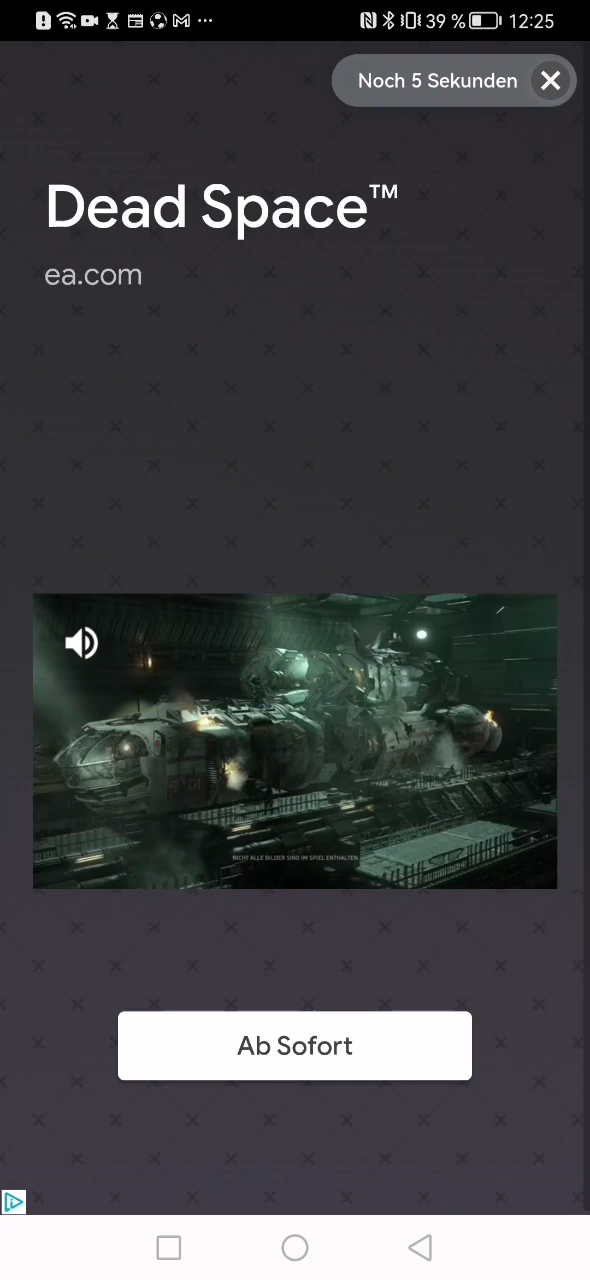 39 % 12:25
Noch 5 Sekunden
Dead Space™
ea.com
NICHT ALLE BILDER SIND IM SPIEL ENTHALTEN.
Ab Sofort